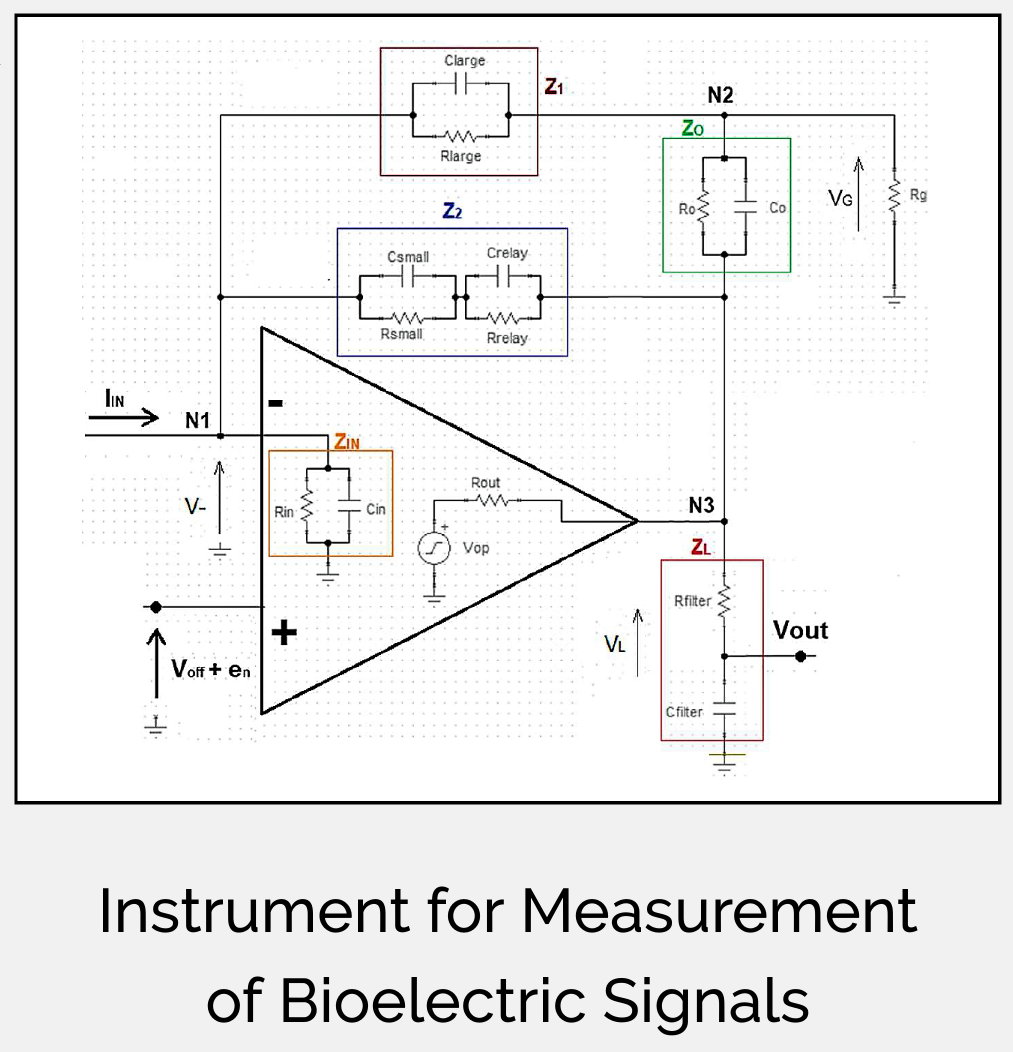 Clarge
Z1
Rlarge
N2
Zo
Ro
Co
VG
Rg
Z2
Csmall
Crelay
Rsmall
Rrelay
IIN
N1
-
ZIN
Rin
Cin
V-
Rout
+
Vop
N3
ZL
Rfilter
VL
Vout
Cfilter
+
Voff + en
Instrument for Measurement
of Bioelectric Signals